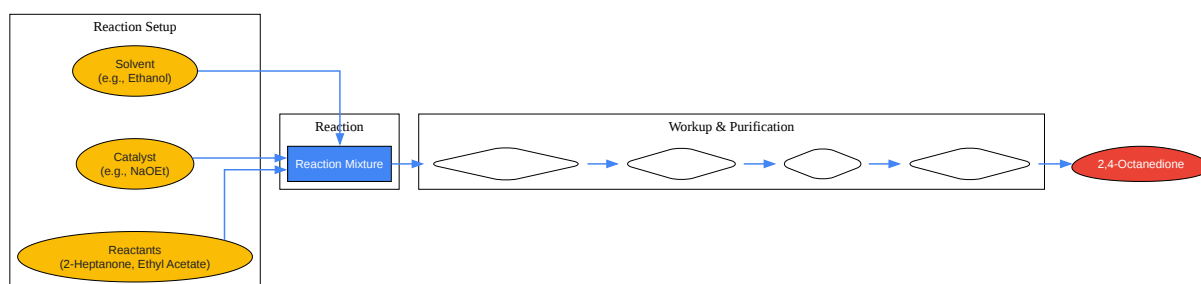 Reaction Setup
Solvent
(e.g., Ethanol)
Catalyst
(e.g., NaOEt)
Reactants
(2-Heptanone, Ethyl Acetate)
Reaction
Reaction Mixture
Workup & Purification
2,4-Octanedione